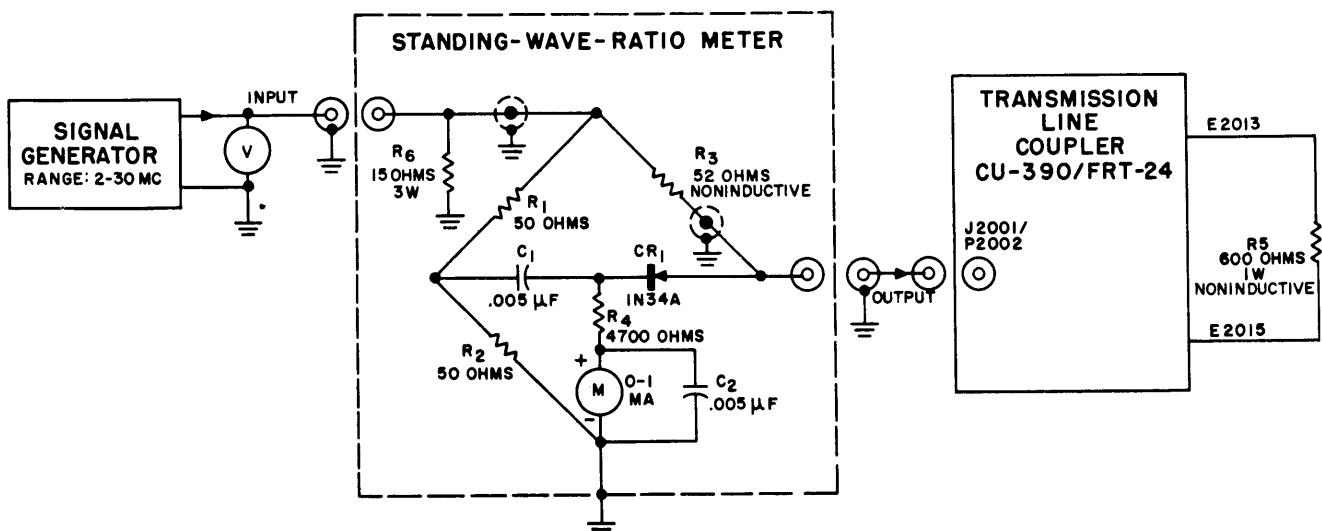 STANDING-WAVE-RATIO METER
SIGNAL
GENERATOR
RANGE: 2-30 MC
INPUT
V
R6
15 OHMS
3W
R1
50 OHMS
R3
52 OHMS
NONINDUCTIVE
C1
.005 µF
CR1
1N34A
R4
4700 OHMS
R2
50 OHMS
+
M
-
0-1
MA
C2
.005 µF
OUTPUT
J2001/
P2002
TRANSMISSION
LINE
COUPLER
CU-390/FRT-24
E2013
R5
600 OHMS
1W
NONINDUCTIVE
E2015